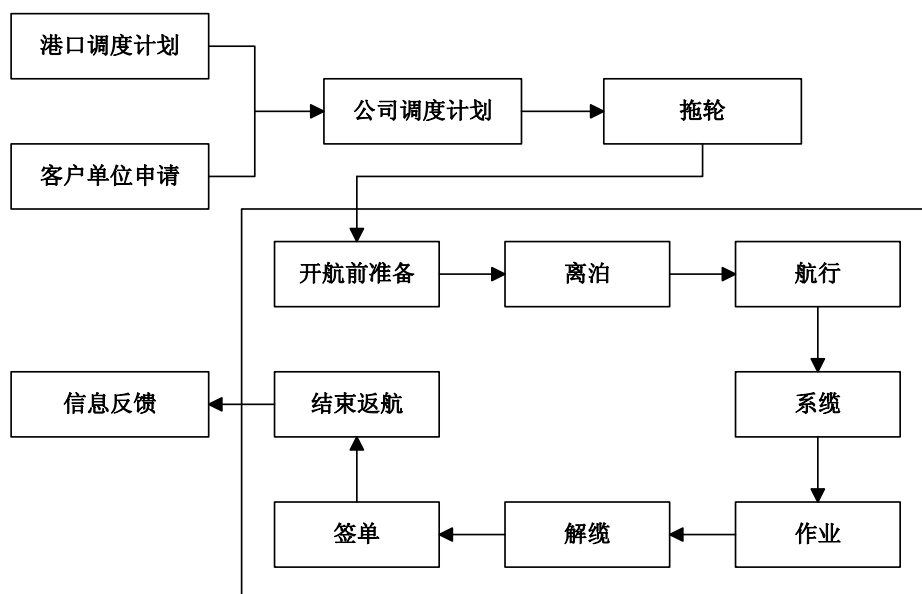 港口调度计划
公司调度计划
拖轮
客户单位申请
开航前准备
离泊
航行
信息反馈
结束返航
系缆
签单
解缆
作业